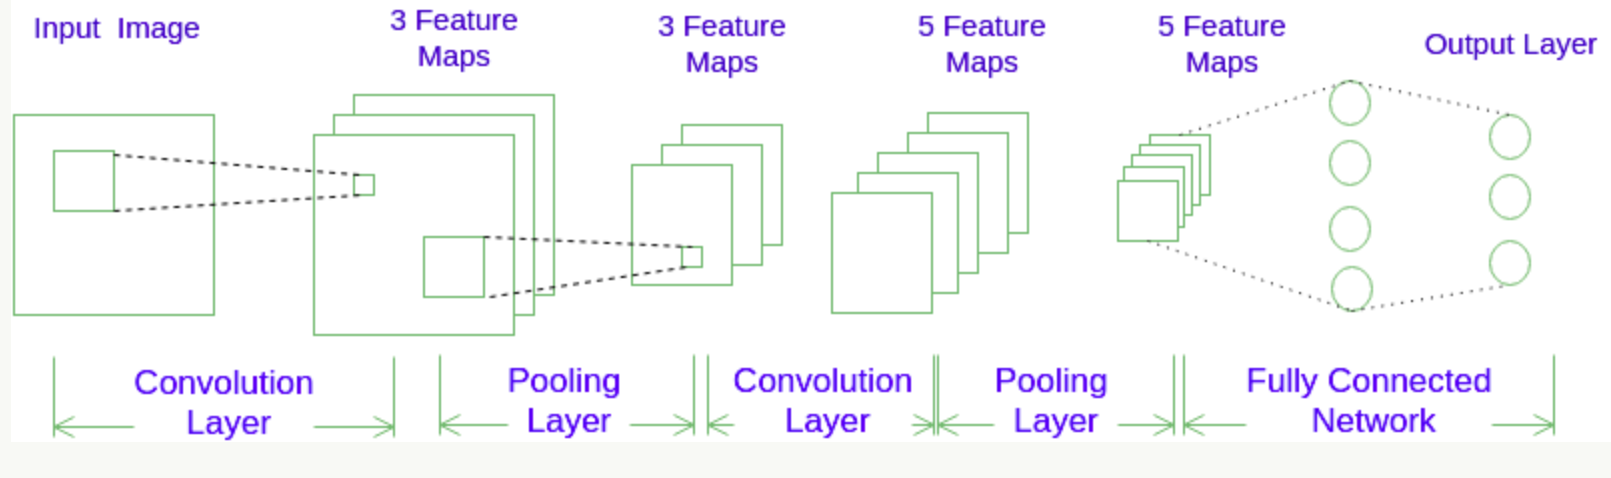 Input Image
3 Feature
Maps
3 Feature
Maps
5 Feature
Maps
5 Feature
Maps
Output Layer
Convolution
Layer
Pooling
Layer
Convolution
Layer
Pooling
Layer
Fully Connected
Network